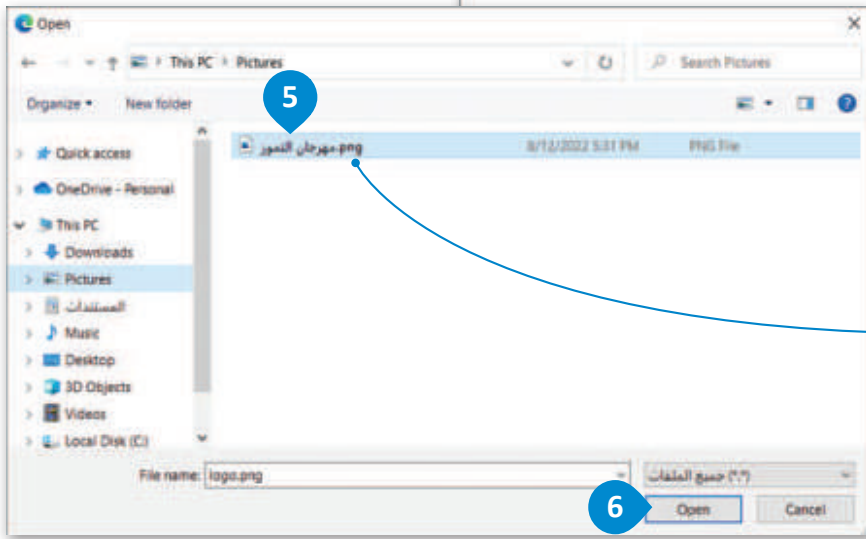 Open
This PC > Pictures
Search Pictures
Organize
New folder
5
مهرجان التمور.png
8/12/2022 5:31 PM
PNG File
Quick access
OneDrive - Personal
This PC
Downloads
Pictures
المستندات
Music
Desktop
3D Objects
Videos
Local Disk (C:)
File name: logo.png
جميع الملفات (*.*)
6
Open
Cancel